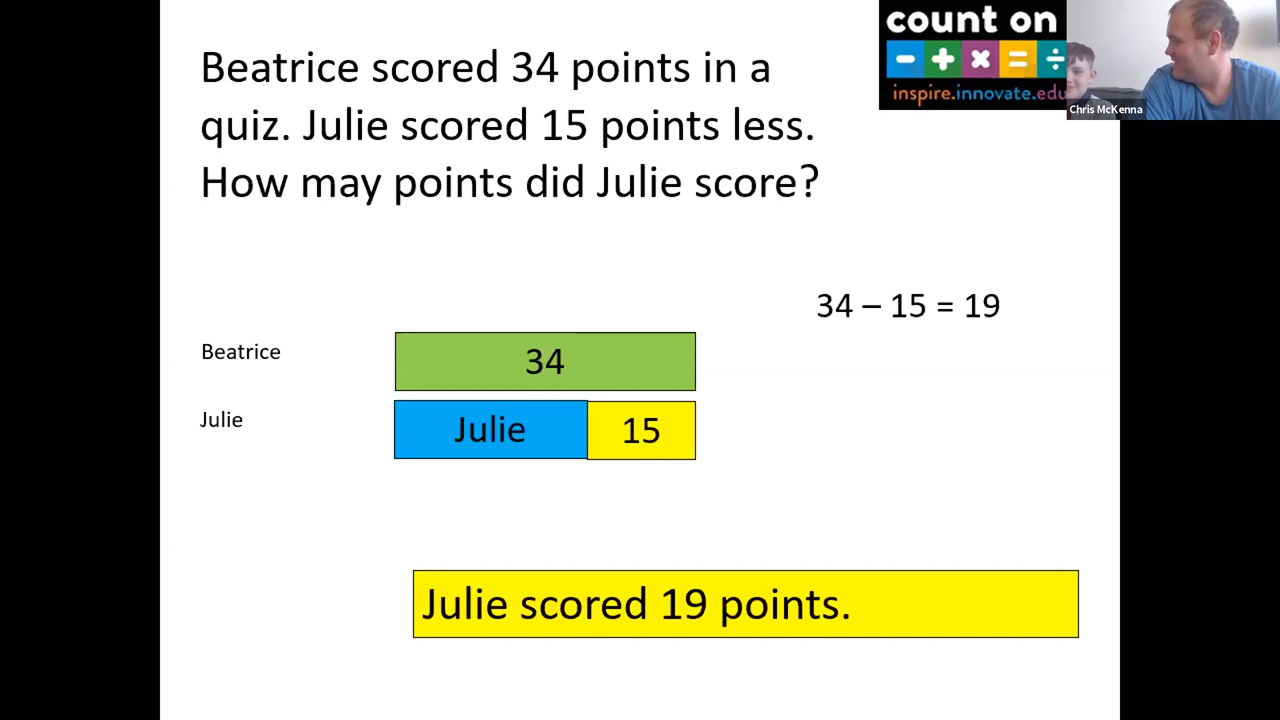 Beatrice scored 34 points in a
quiz. Julie scored 15 points less.
How may points did Julie score?
count on
− + × = ÷
inspire.innovate.edu
Chris McKenna
34 – 15 = 19
Beatrice
34
Julie
Julie 15
Julie scored 19 points.